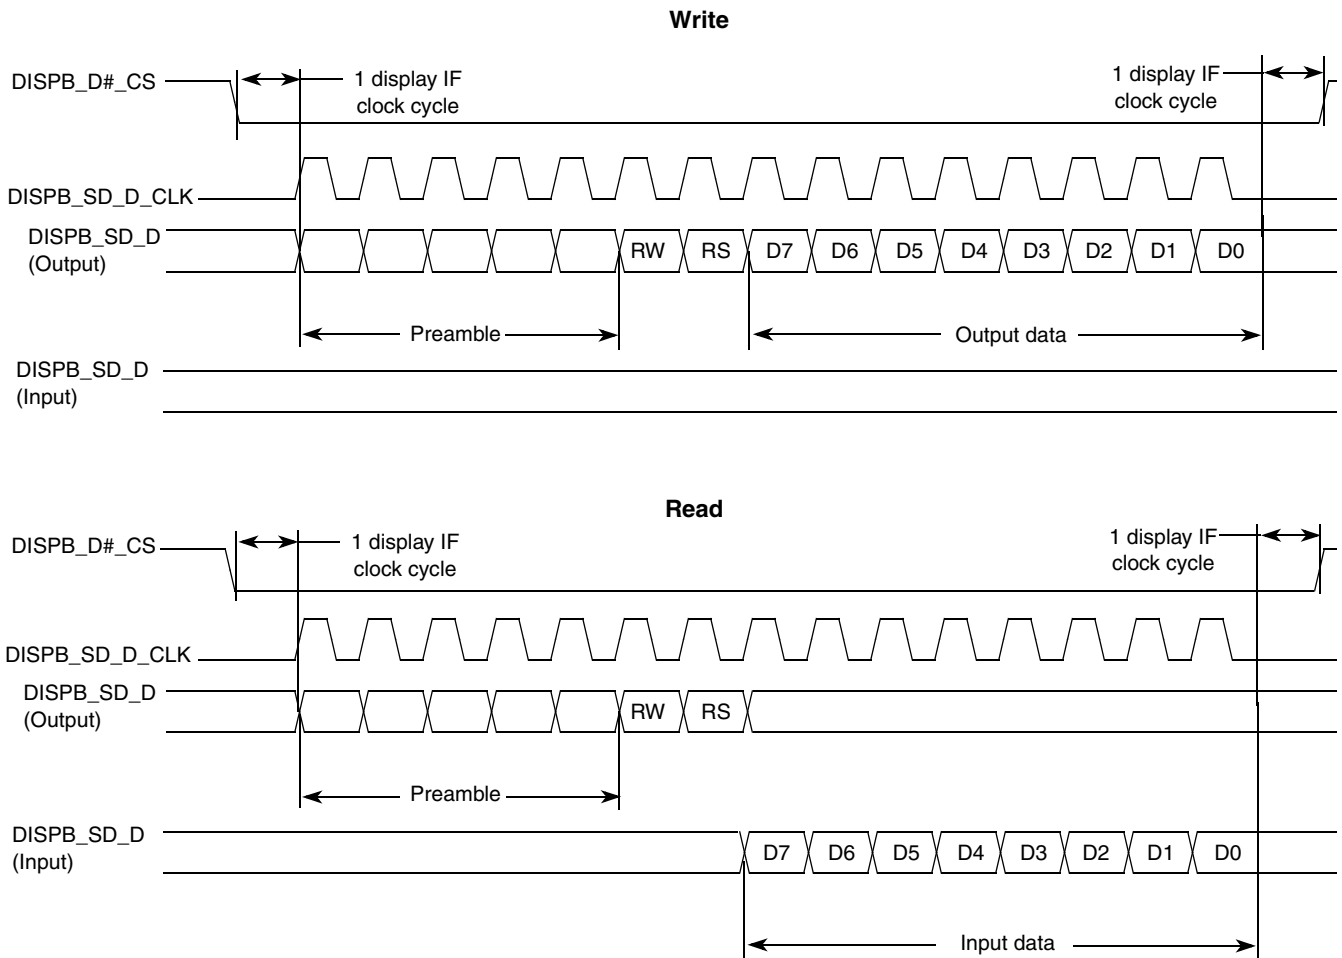 Write
DISPB_D#_CS
1 display IF
clock cycle
1 display IF
clock cycle
DISPB_SD_D_CLK
DISPB_SD_D
(Output)
RW RS D7 D6 D5 D4 D3 D2 D1 D0
Preamble
Output data
DISPB_SD_D
(Input)
Read
DISPB_D#_CS
1 display IF
clock cycle
1 display IF
clock cycle
DISPB_SD_D_CLK
DISPB_SD_D
(Output)
RW RS
Preamble
DISPB_SD_D
(Input)
D7 D6 D5 D4 D3 D2 D1 D0
Input data